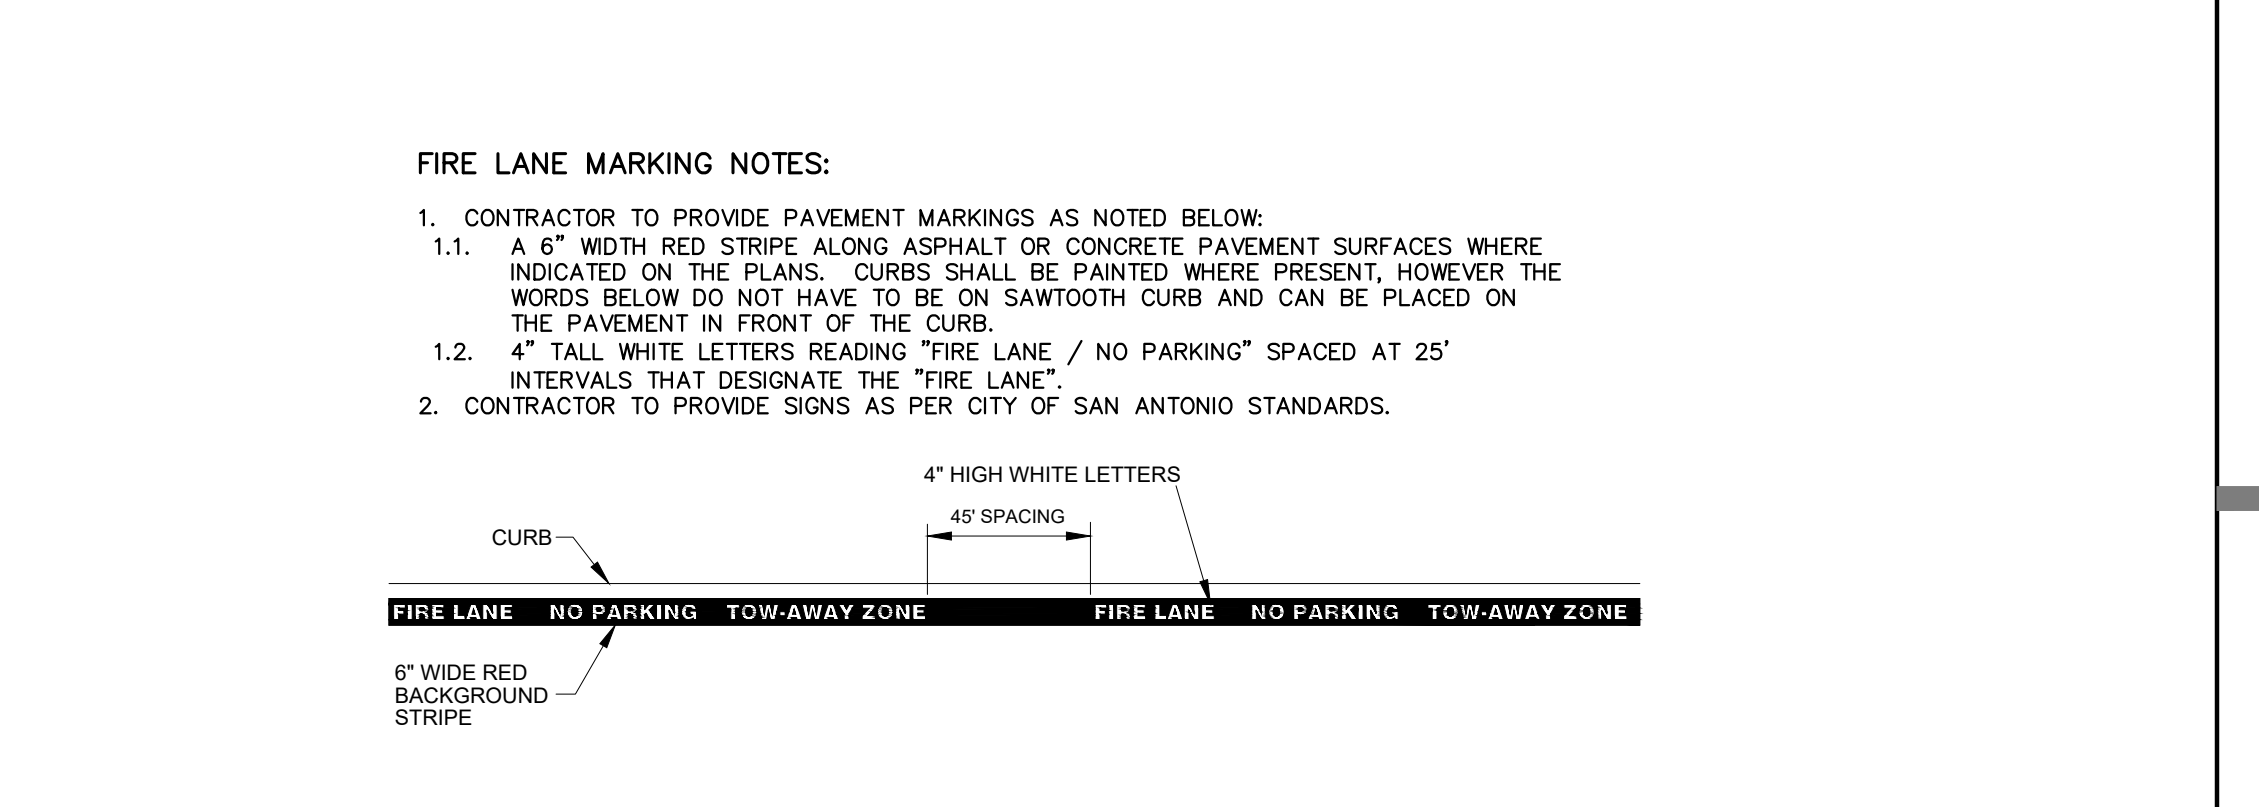 FIRE LANE MARKING NOTES:
1. CONTRACTOR TO PROVIDE PAVEMENT MARKINGS AS NOTED BELOW:
1.1. A 6" WIDTH RED STRIPE ALONG ASPHALT OR CONCRETE PAVEMENT SURFACES WHERE
INDICATED ON THE PLANS. CURBS SHALL BE PAINTED WHERE PRESENT, HOWEVER THE
WORDS BELOW DO NOT HAVE TO BE ON SAWTOOTH CURB AND CAN BE PLACED ON
THE PAVEMENT IN FRONT OF THE CURB.
1.2. 4" TALL WHITE LETTERS READING "FIRE LANE / NO PARKING" SPACED AT 25'
INTERVALS THAT DESIGNATE THE "FIRE LANE".
2. CONTRACTOR TO PROVIDE SIGNS AS PER CITY OF SAN ANTONIO STANDARDS.
4" HIGH WHITE LETTERS
45' SPACING
CURB
FIRE LANE NO PARKING TOW-AWAY ZONE FIRE LANE NO PARKING TOW-AWAY ZONE
6" WIDE RED
BACKGROUND
STRIPE